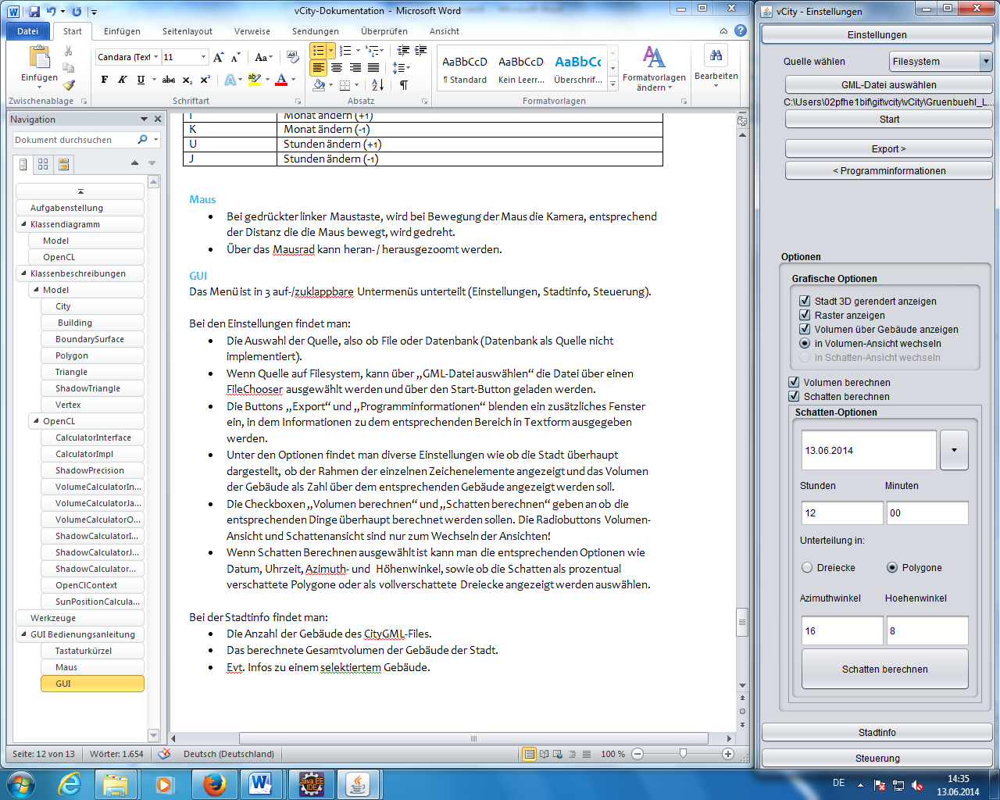 vCity-Dokumentation - Microsoft Word
Datei Start Einfügen Seitenlayout Verweise Sendungen Überprüfen Ansicht
Einfügen
Zwischenablage
Candara (Text 11
Schriftart
Absatz
AaBbCcD AaBbCcD AaBbCc
¶ Standard Kein Leerr... Überschrif...
Formatvorlagen ändern
Formatvorlagen
Bearbeiten
Navigation
Dokument durchsuchen
Aufgabenstellung
Klassendiagramm
Model
OpenCL
Klassenbeschreibungen
Model
City
Building
BoundarySurface
Polygon
Triangle
ShadowTriangle
Vertex
OpenCL
CalculatorInterface
CalculatorImpl
ShadowPrecision
VolumeCalculatorIn...
VolumeCalculatorJa...
VolumeCalculatorO...
ShadowCalculatorI...
ShadowCalculatorJ...
ShadowCalculator...
OpenClContext
SunPositionCalcula...
Werkzeuge
GUI Bedienungsanleitung
Tastaturkürzel
Maus
GUI
I Monat ändern (+1)
K Monat ändern (-1)
U Stunden ändern (+1)
J Stunden ändern (-1)
Maus
• Bei gedrückter linker Maustaste, wird bei Bewegung der Maus die Kamera, entsprechend
der Distanz die die Maus bewegt, wird gedreht.
• Über das Mausrad kann heran-/ herausgezoomt werden.
GUI
Das Menü ist in 3 auf-/zuklappbare Untermenüs unterteilt (Einstellungen, Stadtinfo, Steuerung).
Bei den Einstellungen findet man:
• Die Auswahl der Quelle, also ob File oder Datenbank (Datenbank als Quelle nicht
implementiert).
• Wenn Quelle auf Filesystem, kann über „GML-Datei auswählen“ die Datei über einen
FileChooser ausgewählt werden und über den Start-Button geladen werden.
• Die Buttons „Export“ und „Programminformationen“ blenden ein zusätzliches Fenster
ein, in dem Informationen zu dem entsprechenden Bereich in Textform ausgegeben
werden.
• Unter den Optionen findet man diverse Einstellungen wie ob die Stadt überhaupt
dargestellt, ob der Rahmen der einzelnen Zeichenelemente angezeigt und das Volumen
der Gebäude als Zahl über dem entsprechenden Gebäude angezeigt werden soll.
• Die Checkboxen „Volumen berechnen“ und „Schatten berechnen“ geben an ob die
entsprechenden Dinge überhaupt berechnet werden sollen. Die Radiobuttons Volumen-
Ansicht und Schattenansicht sind nur zum Wechseln der Ansichten!
• Wenn Schatten Berechnen ausgewählt ist kann man die entsprechenden Optionen wie
Datum, Uhrzeit, Azimuth- und Höhenwinkel, sowie ob die Schatten als prozentual
verschattete Polygone oder als vollverschattete Dreiecke angezeigt werden auswählen.
Bei der Stadtinfo findet man:
• Die Anzahl der Gebäude des CityGML-Files.
• Das berechnete Gesamtvolumen der Gebäude der Stadt.
• Evt. Infos zu einem selektiertem Gebäude.
Seite: 12 von 13 Wörter: 1.654 Deutsch (Deutschland) 100 %
vCity - Einstellungen
Einstellungen
Quelle wählen Filesystem
GML-Datei auswählen
C:\Users\02pfhe1bif\git\vcity\vCity\Gruenbuehl_L...
Start
Export >
< Programminformationen
Optionen
Grafische Optionen
Stadt 3D gerendert anzeigen
Raster anzeigen
Volumen über Gebäude anzeigen
in Volumen-Ansicht wechseln
in Schatten-Ansicht wechseln
Volumen berechnen
Schatten berechnen
Schatten-Optionen
13.06.2014
Stunden Minuten
12 00
Unterteilung in:
Dreiecke Polygone
Azimuthwinkel Hoehenwinkel
16 8
Schatten berechnen
Stadtinfo
Steuerung
DE 14:35
13.06.2014